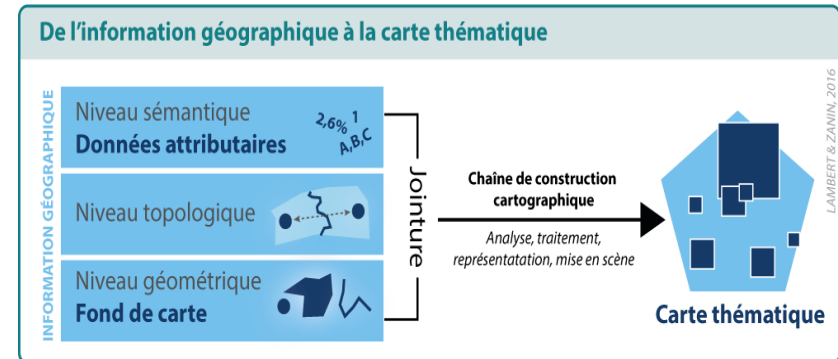 De l'information géographique à la carte thématique
INFORMATION GÉOGRAPHIQUE
Niveau sémantique
Données attributaires
2,6% 1
A,B,C
Niveau topologique
Niveau géométrique
Fond de carte
Jointure
Chaîne de construction
cartographique
Analyse, traitement,
représentatation, mise en scène
Carte thématique
LAMBERT & ZANIN, 2016